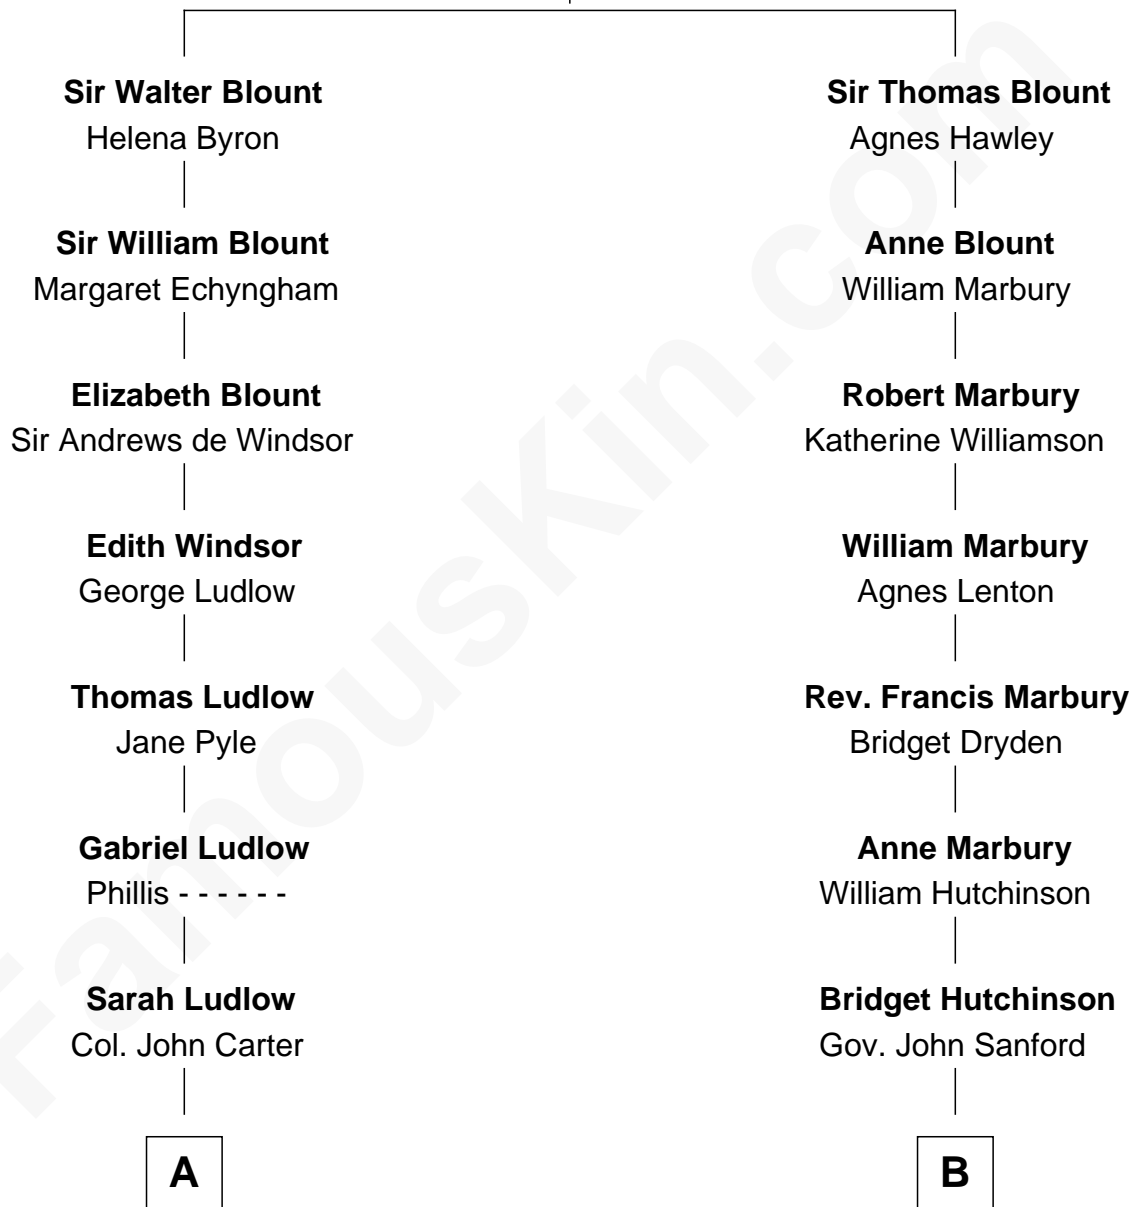 Sir Walter Blount
Helena Byron
Sir William Blount
Margaret Echyngham
Elizabeth Blount
Sir Andrews de Windsor
Edith Windsor
George Ludlow
Thomas Ludlow
Jane Pyle
Gabriel Ludlow
Phillis - - - - - -
Sarah Ludlow
Col. John Carter
A
Sir Thomas Blount
Agnes Hawley
Anne Blount
William Marbury
Robert Marbury
Katherine Williamson
William Marbury
Agnes Lenton
Rev. Francis Marbury
Bridget Dryden
Anne Marbury
William Hutchinson
Bridget Hutchinson
Gov. John Sanford
B
FamousKin.com